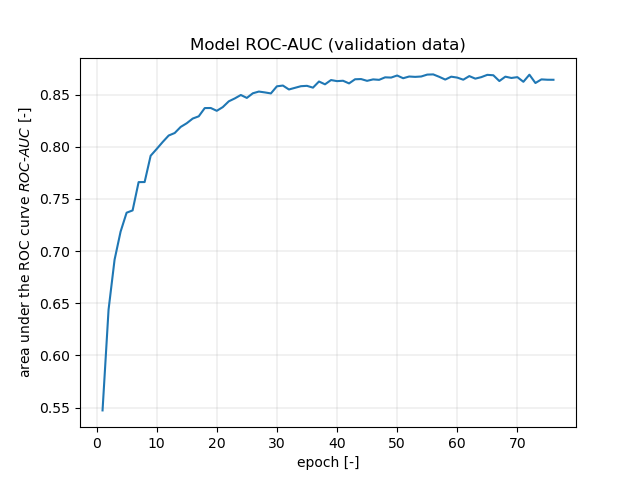 Model ROC-AUC (validation data)
area under the ROC curve ROC-AUC [-]
0.85
0.80
0.75
0.70
0.65
0.60
0.55
0 10 20 30 40 50 60 70
epoch [-]